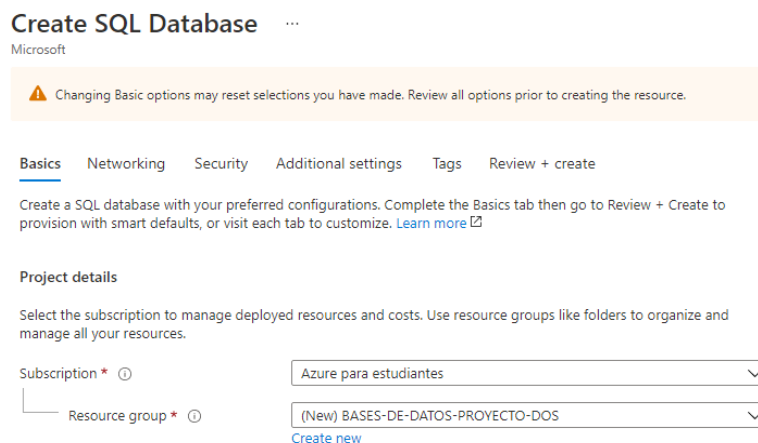 Create SQL Database ...
Microsoft
Changing Basic options may reset selections you have made. Review all options prior to creating the resource.
Basics Networking Security Additional settings Tags Review + create
Create a SQL database with your preferred configurations. Complete the Basics tab then go to Review + Create to
provision with smart defaults, or visit each tab to customize. Learn more
Project details
Select the subscription to manage deployed resources and costs. Use resource groups like folders to organize and
manage all your resources.
Subscription * Azure para estudiantes
Resource group * (New) BASES-DE-DATOS-PROYECTO-DOS
Create new